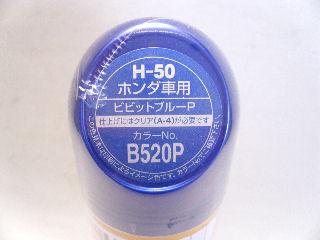 H-50
ホンダ車用
ビビットブルーP
仕上げにはクリア(A-4)が必要です
カラーNo.
B520P